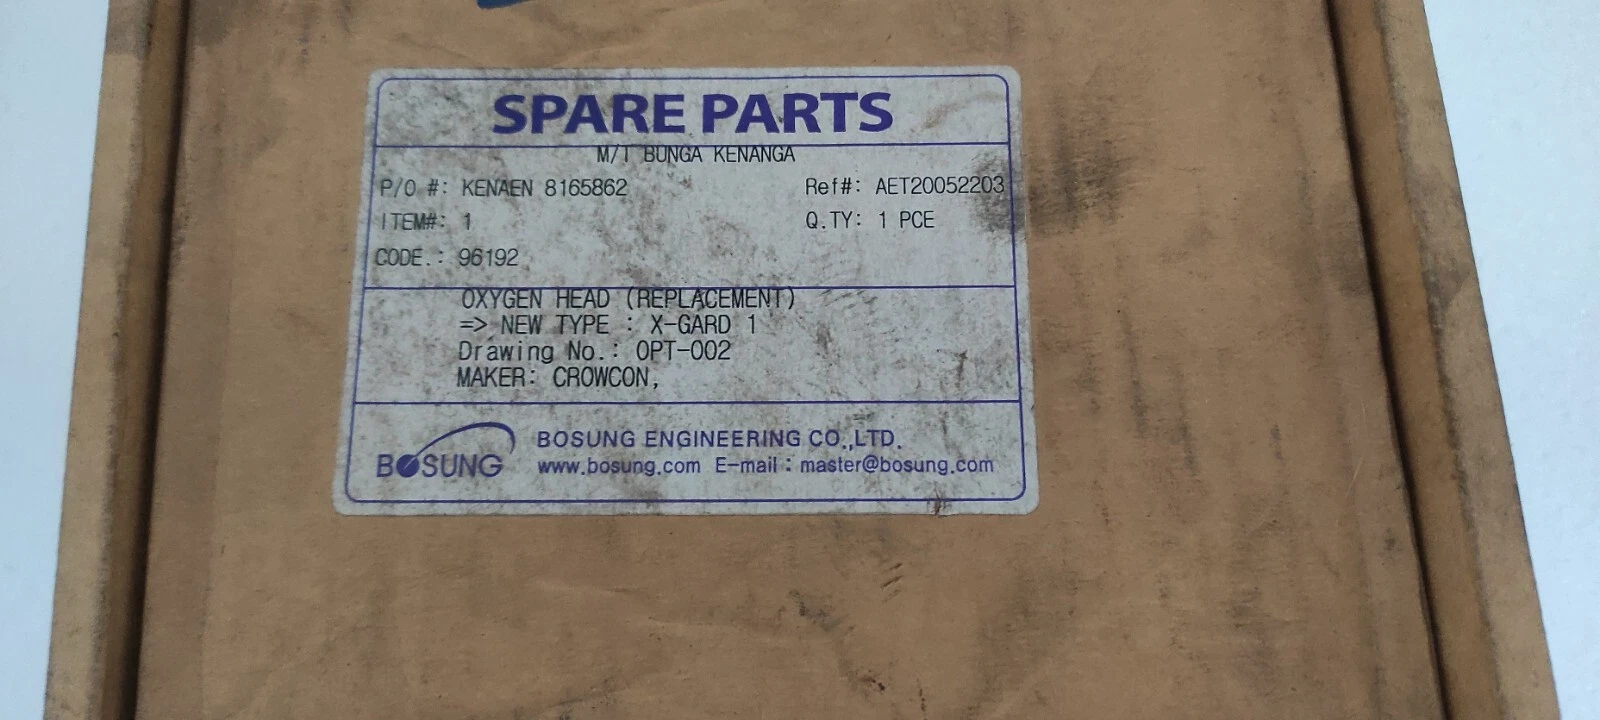 SPARE PARTS
M/T BUNGA KENANGA
P/O #: KENAEN 8165862 Ref#: AET20052203
ITEM#: 1 Q.TY: 1 PCE
CODE.: 96192
OXYGEN HEAD (REPLACEMENT)
=> NEW TYPE : X-GARD 1
Drawing No.: OPT-002
MAKER: CROWCON,
BOSUNG
BOSUNG ENGINEERING CO.,LTD.
www.bosung.com E-mail : master@bosung.com